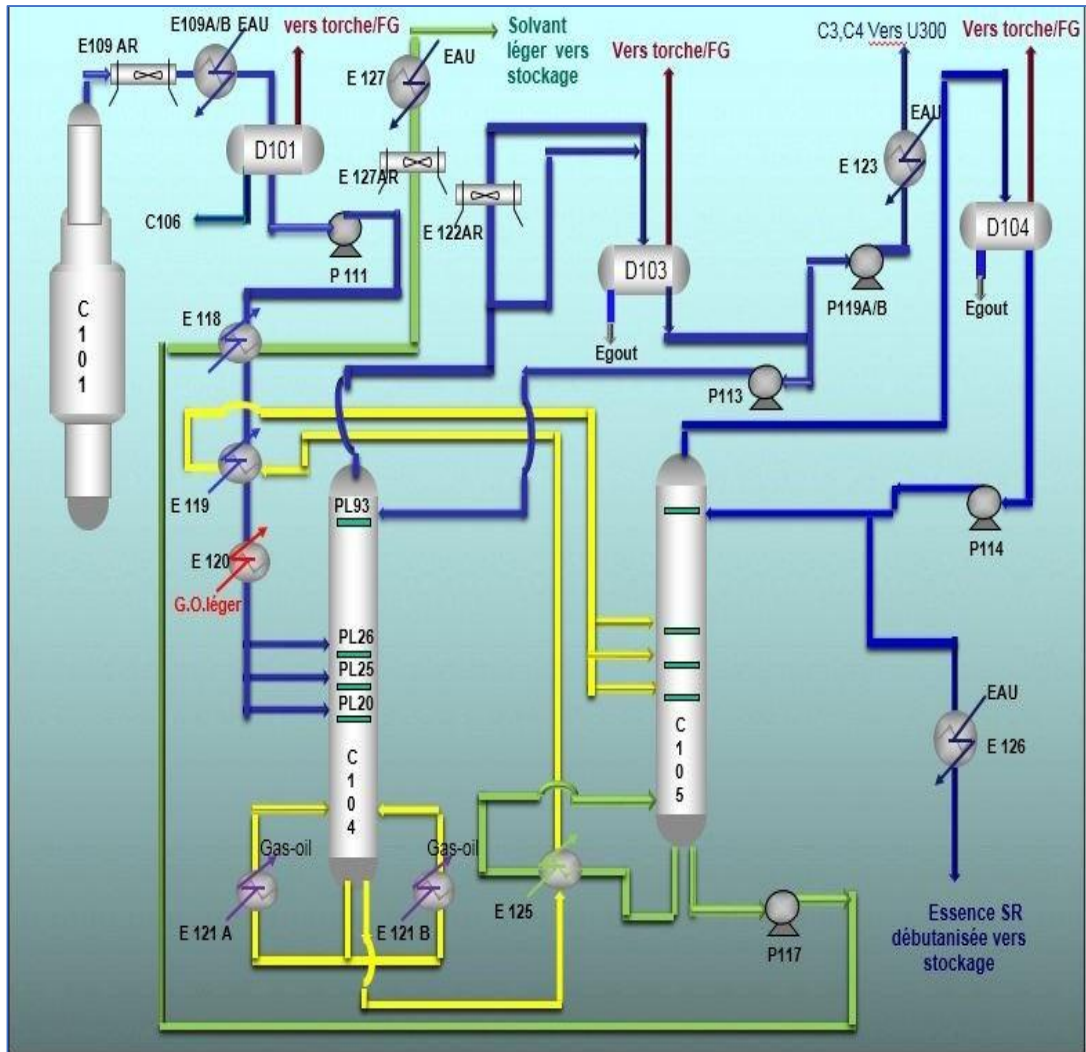 E109A/B EAU
vers torche/FG
Solvant
léger vers
stockage
C3,C4 Vers U300
Vers torche/FG
E109 AR
EAU
E 127
Vers torche/FG
EAU
D101
E 123
E 127AR
C106
E 122AR
D104
P 111
D103
P119A/B
Egout
E 118
Egout
C
1
0
1
P113
E 119
PL93
P114
E 120
G.O.léger
PL26
PL25
PL20
EAU
E 126
C
1
0
4
C
1
0
5
Gas-oil
Gas-oil
E 121 A
E 121 B
E 125
P117
Essence SR
débutanisée vers
stockage